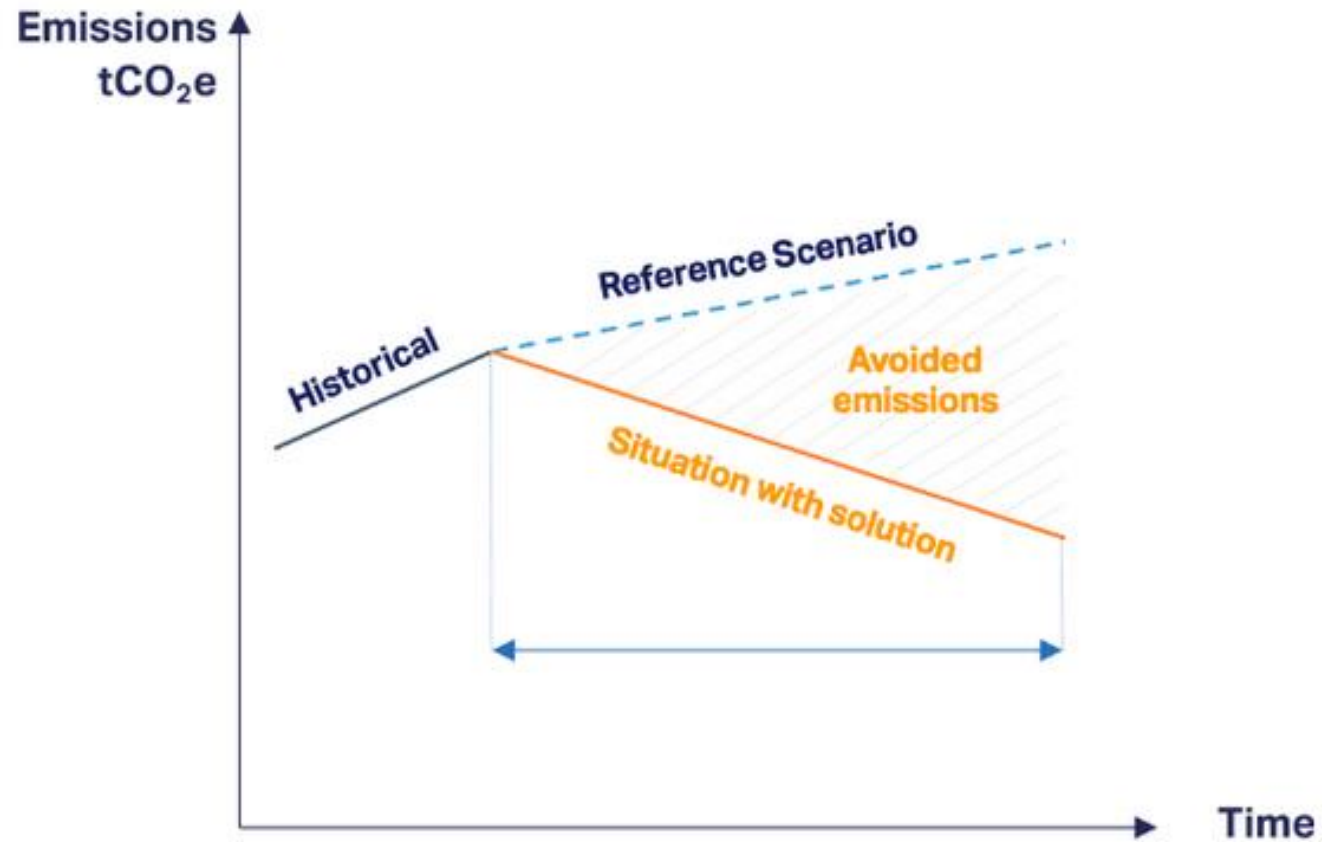 Emissions
tCO₂e
Reference Scenario
Historical
Avoided
emissions
Situation with solution
Time